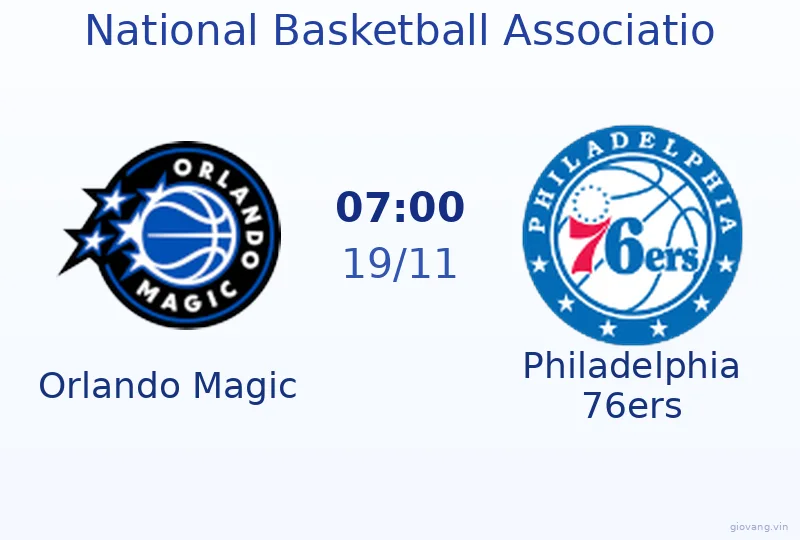 National Basketball Associatio
ORLANDO
MAGIC
07:00
19/11
PHILADELPHIA
76ers
Orlando Magic
Philadelphia
76ers
giovang.vin